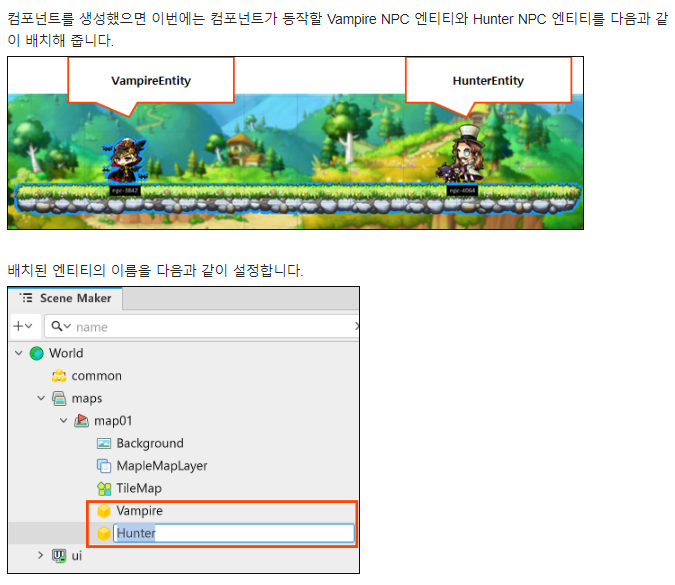 컴포넌트를 생성했으면 이번에는 컴포넌트가 동작할 Vampire NPC 엔티티와 Hunter NPC 엔티티를 다음과 같
이 배치해 줍니다.
VampireEntity
HunterEntity
npc-3842
npc-4064
배치된 엔티티의 이름을 다음과 같이 설정합니다.
Scene Maker
name
World
common
maps
map01
Background
MapleMapLayer
TileMap
Vampire
Hunter
ui